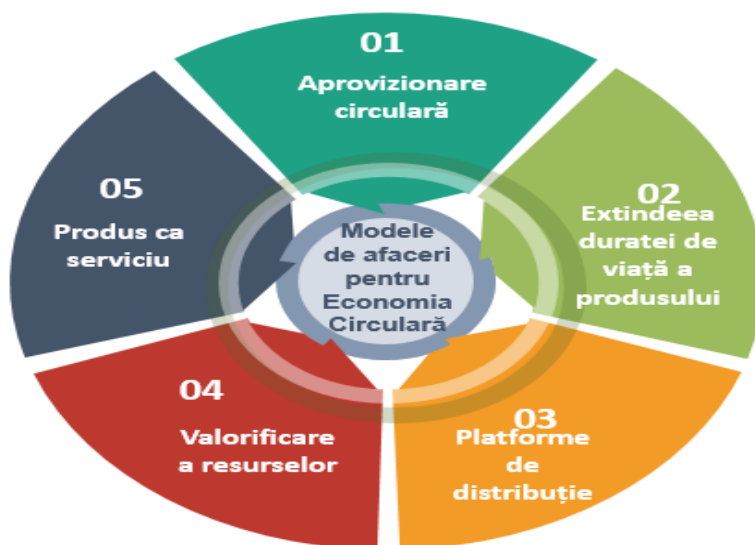 01
Aprovizionare
circulară
02
Extindeea
duratei de
viață a
produsului
03
Platforme
de
distribuție
04
Valorificare
a resurselor
05
Produs ca
serviciu
Modele
de afaceri
pentru
Economia
Circulară